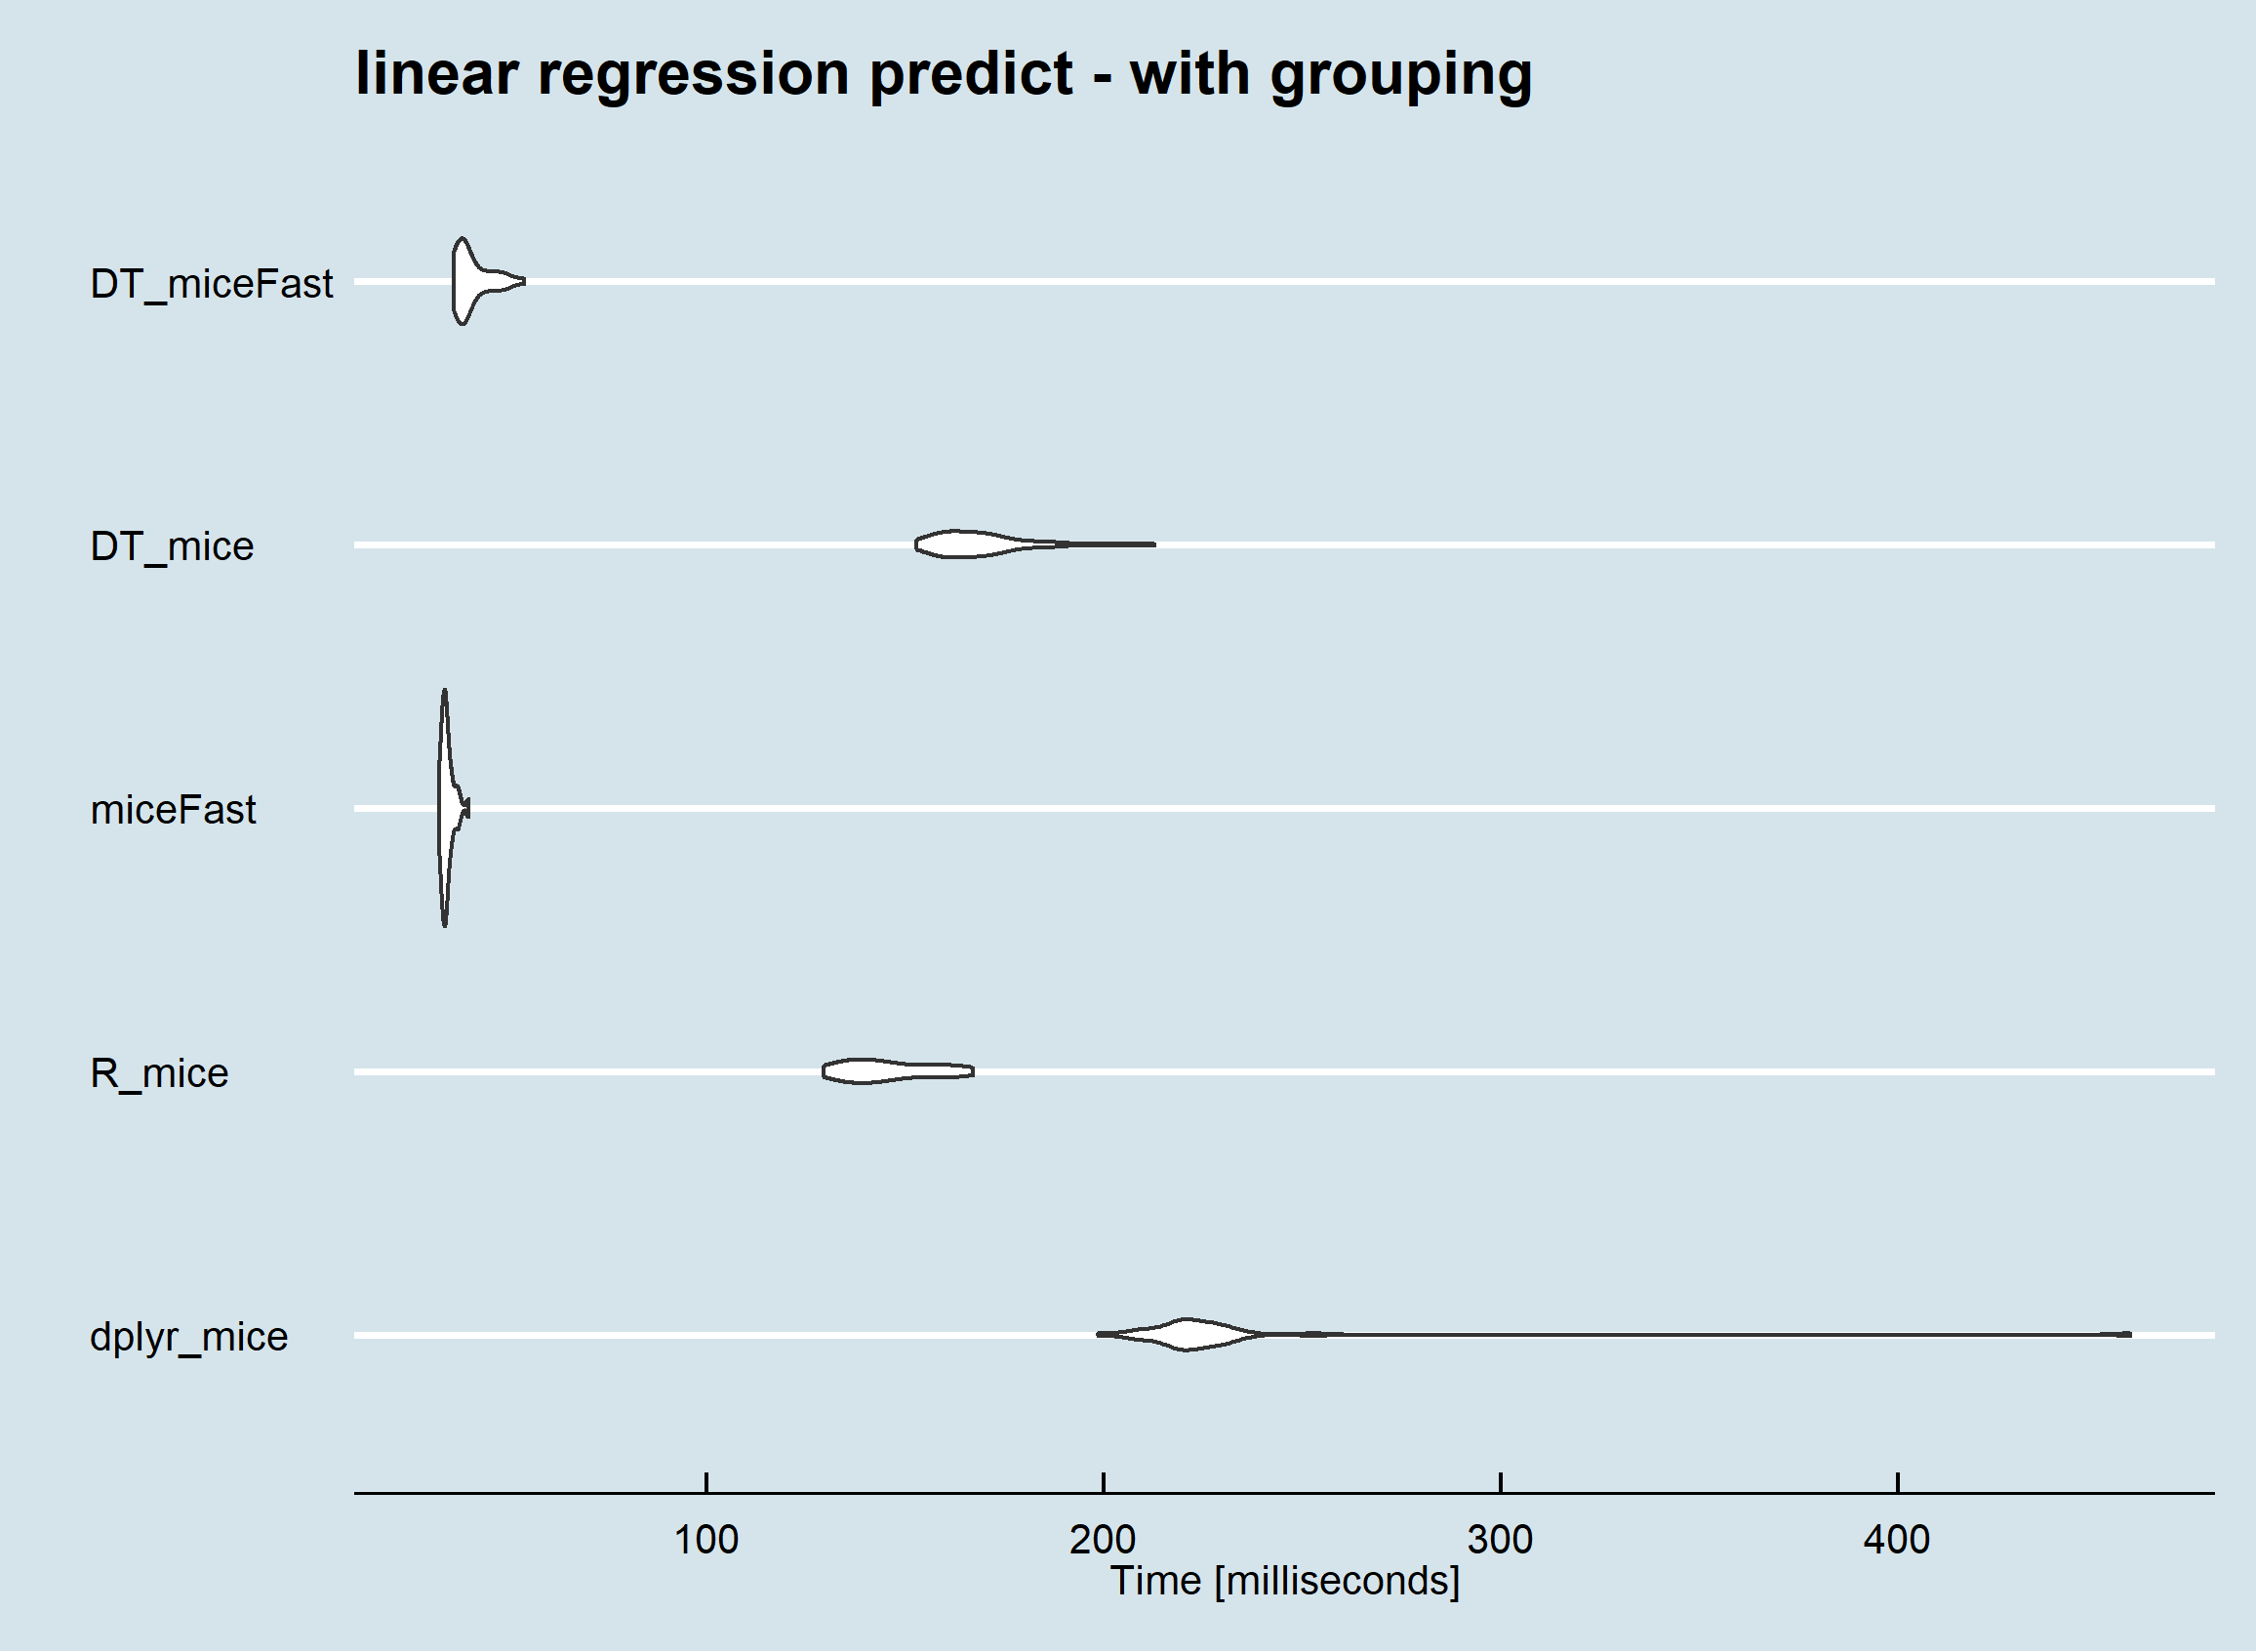 linear regression predict - with grouping
DT_miceFast
DT_mice
miceFast
R_mice
dplyr_mice
100 200 300 400
Time [milliseconds]